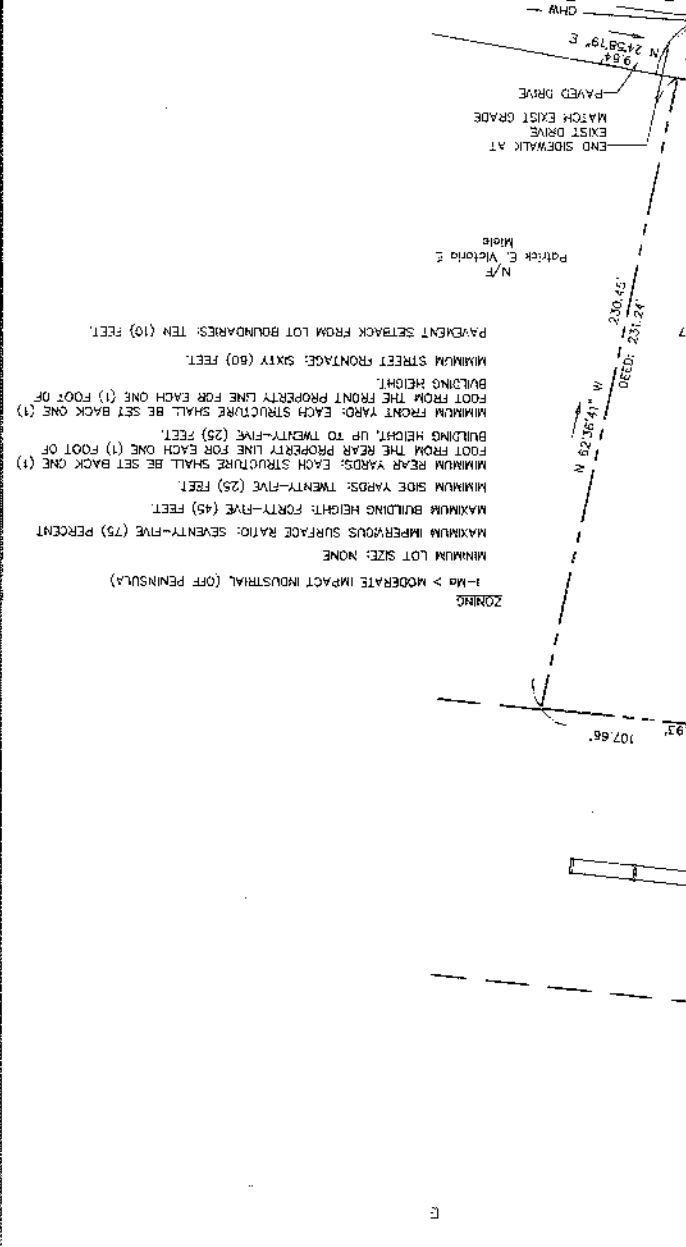 107.66'
93'
ZONING
I-Ma > MODERATE IMPACT INDUSTRIAL (OFF PENINSULA)
MINIMUM LOT SIZE: NONE
MAXIMUM IMPERVIOUS SURFACE RATIO: SEVENTY-FIVE (75) PERCENT
MAXIMUM BUILDING HEIGHT: FORTY-FIVE (45) FEET
MINIMUM SIDE YARDS: TWENTY-FIVE (25) FEET.
MINIMUM REAR YARDS: EACH STRUCTURE SHALL BE SET BACK ONE (1)
FOOT FROM THE REAR PROPERTY LINE FOR EACH ONE (1) FOOT OF
BUILDING HEIGHT, UP TO TWENTY-FIVE (25) FEET.
MINIMUM FRONT YARD: EACH STRUCTURE SHALL BE SET BACK ONE (1)
FOOT FROM THE FRONT PROPERTY LINE FOR EACH ONE (1) FOOT OF
BUILDING HEIGHT.
MINIMUM STREET FRONTAGE: SIXTY (60) FEET.
PAVEMENT SETBACK FROM LOT BOUNDARIES: TEN (10) FEET.
N 62°36'41" W
230.45'
DEED: 231.24'
N/F
Patrick E, Victoria E
Miele
END SIDEWALK AT
EXIST DRIVE
MATCH EXIST GRADE
PAVED DRIVE
9.64'
N 24°58'19" E
OHW